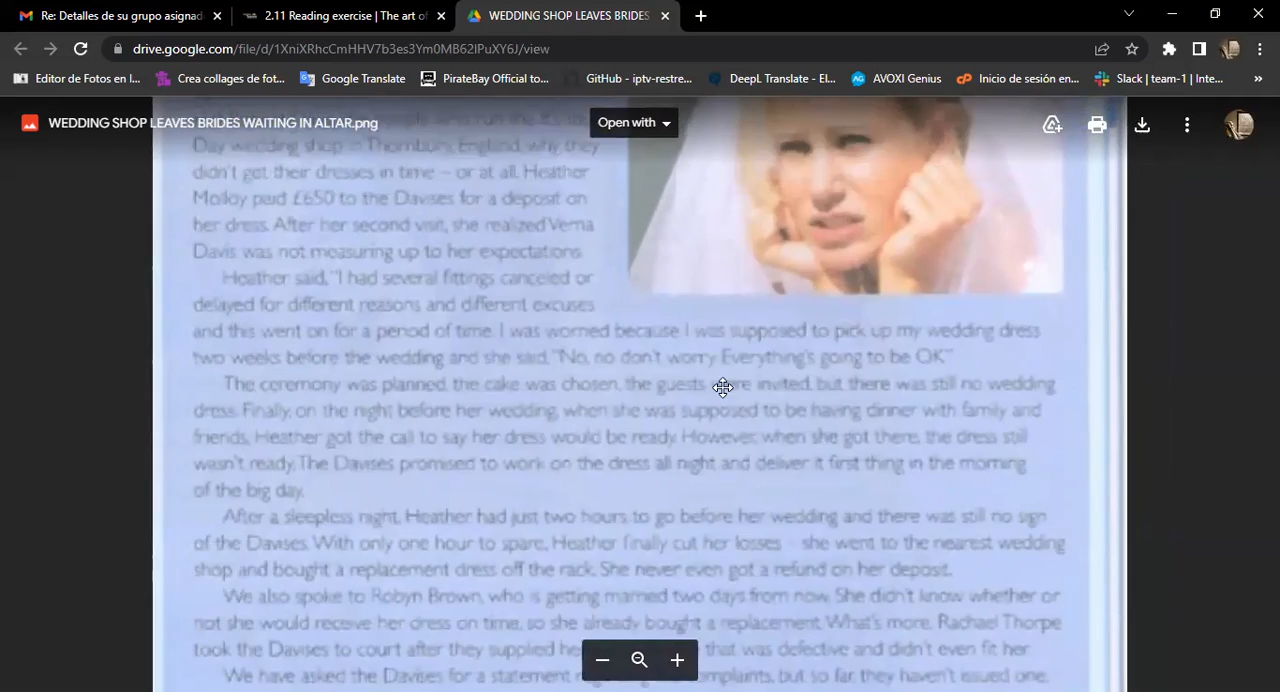 Re: Detalles de su grupo asignad
2.11 Reading exercise | The art of
WEDDING SHOP LEAVES BRIDES
drive.google.com/file/d/1XniXRhcCmHHV7b3es3Ym0MB62lPuXY6J/view
Editor de Fotos en l...
Crea collages de fot...
Google Translate
PirateBay Official to...
GitHub - iptv-restre...
DeepL Translate - El...
AVOXI Genius
Inicio de sesión en...
Slack | team-1 | Inte...
»
WEDDING SHOP LEAVES BRIDES WAITING IN ALTAR.png
Open with
Day wedding shop in Thornbury, England, why they
didn't get their dresses in time – or at all. Heather
Molloy paid £650 to the Davises for a deposit on
her dress. After her second visit, she realized Verna
Davis was not measuring up to her expectations.
Heather said, "I had several fittings canceled or
delayed for different reasons and different excuses
and this went on for a period of time. I was worried because I was supposed to pick up my wedding dress
two weeks before the wedding and she said, "No, no don't worry. Everything's going to be OK."
The ceremony was planned, the cake was chosen, the guests were invited, but there was still no wedding
dress. Finally, on the night before her wedding, when she was supposed to be having dinner with family and
friends, Heather got the call to say her dress would be ready. However, when she got there, the dress still
wasn't ready. The Davises promised to work on the dress all night and deliver it first thing in the morning
of the big day.
After a sleepless night, Heather had just two hours to go before her wedding and there was still no sign
of the Davises. With only one hour to spare, Heather finally cut her losses – she went to the nearest wedding
shop and bought a replacement dress off the rack. She never even got a refund on her deposit.
We also spoke to Robyn Brown, who is getting married two days from now. She didn't know whether or
not she would receive her dress on time, so she already bought a replacement. What's more, Rachael Thorpe
took the Davises to court after they supplied her that was defective and didn't even fit her.
We have asked the Davises for a statement complaints, but so far they haven't issued one.